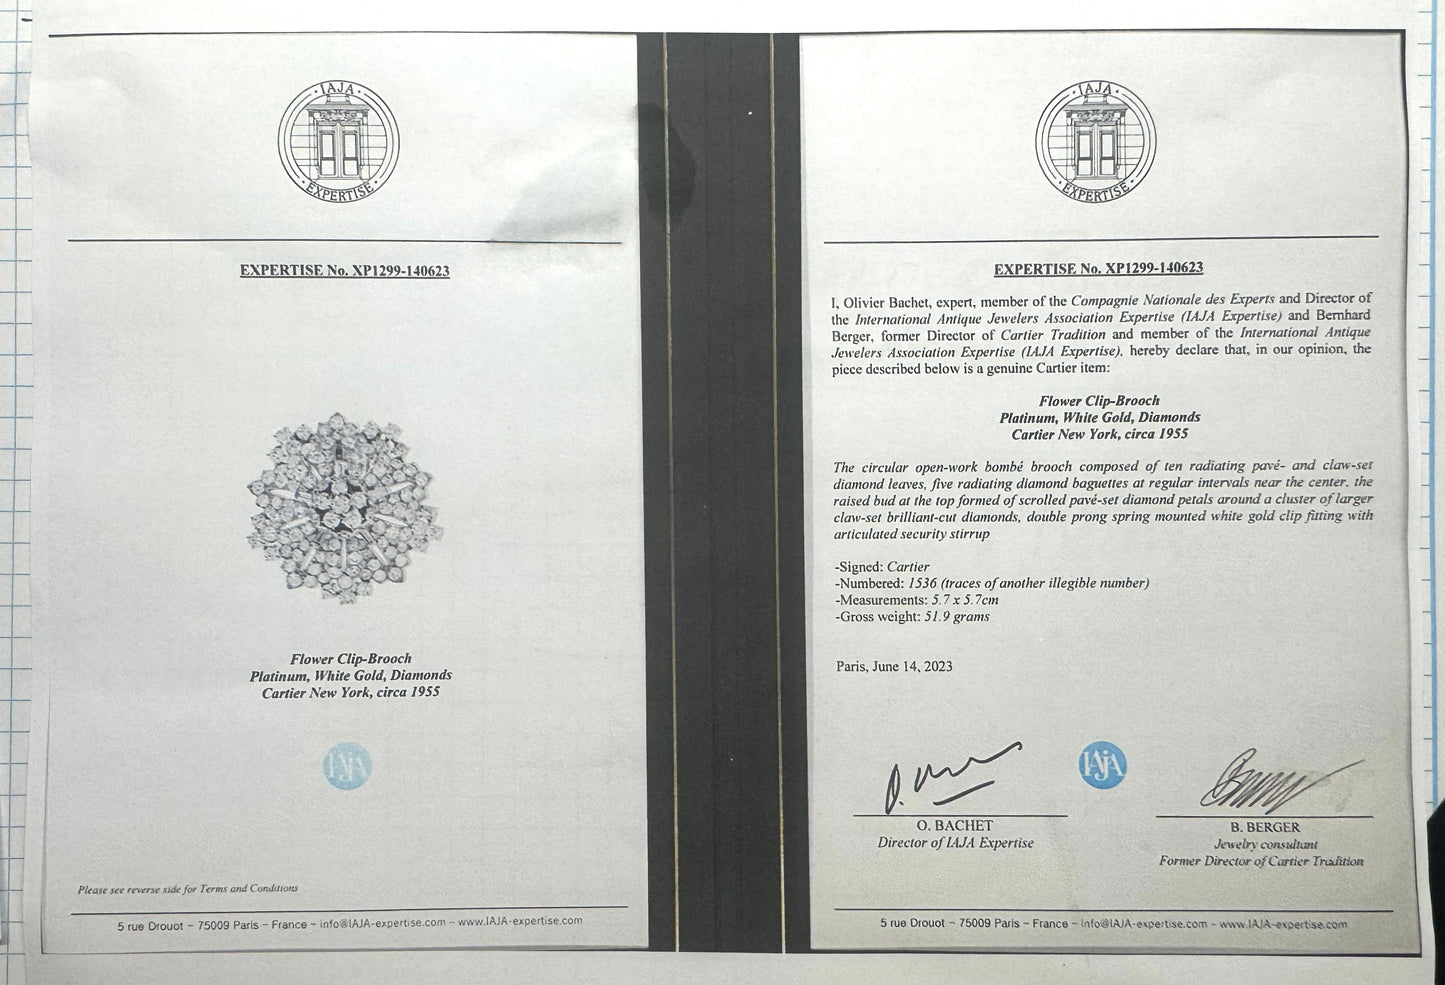 IAJA
EXPERTISE
EXPERTISE No. XP1299-140623
Flower Clip-Brooch
Platinum, White Gold, Diamonds
Cartier New York, circa 1955
IAJA
Please see reverse side for Terms and Conditions
5 rue Drouot – 75009 Paris – France – info@IAJA-expertise.com – www.IAJA-expertise.com
IAJA
EXPERTISE
EXPERTISE No. XP1299-140623
I, Olivier Bachet, expert, member of the Compagnie Nationale des Experts and Director of
the International Antique Jewelers Association Expertise (IAJA Expertise) and Bernhard
Berger, former Director of Cartier Tradition and member of the International Antique
Jewelers Association Expertise (IAJA Expertise), hereby declare that, in our opinion, the
piece described below is a genuine Cartier item:
Flower Clip-Brooch
Platinum, White Gold, Diamonds
Cartier New York, circa 1955
The circular open-work bombé brooch composed of ten radiating pavé- and claw-set
diamond leaves, five radiating diamond baguettes at regular intervals near the center, the
raised bud at the top formed of scrolled pavé-set diamond petals around a cluster of larger
claw-set brilliant-cut diamonds, double prong spring mounted white gold clip fitting with
articulated security stirrup
-Signed: Cartier
-Numbered: 1536 (traces of another illegible number)
-Measurements: 5.7 x 5.7cm
-Gross weight: 51.9 grams
Paris, June 14, 2023
IAJA
O. BACHET
Director of IAJA Expertise
B. BERGER
Jewelry consultant
Former Director of Cartier Tradition
5 rue Drouot – 75009 Paris – France – info@IAJA-expertise.com – www.IAJA-expertise.com